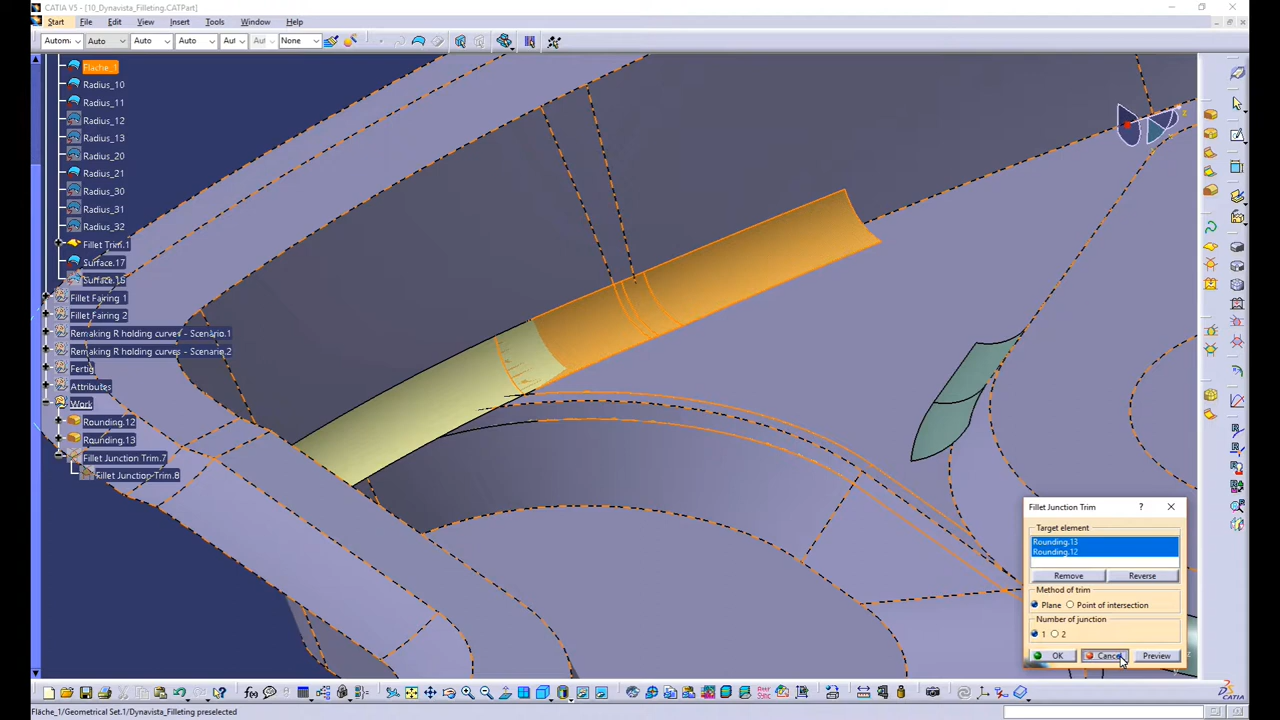 CATIA V5 - [10_Dynavista_Filleting.CATPart]
Start File Edit View Insert Tools Window Help
Autom Auto Auto Auto Aut Aut None
Fläche_1
Radius_10
Radius_11
Radius_12
Radius_13
Radius_20
Radius_21
Radius_30
Radius_31
Radius_32
Fillet Trim.1
Surface.17
Surface.16
Fillet Fairing 1
Fillet Fairing 2
Remaking R holding curves - Scenario.1
Remaking R holding curves - Scenario.2
Fertig
Attributes
Work
Rounding.12
Rounding.13
Fillet Junction Trim.7
Fillet Junction Trim.8
z
Fillet Junction Trim ? ×
Target element
Rounding.13
Rounding.12
Remove Reverse
Method of trim
Plane Point of intersection
Number of junction
1 2
OK Cancel Preview
Fläche_1/Geometrical Set.1/Dynavista_Filleting preselected